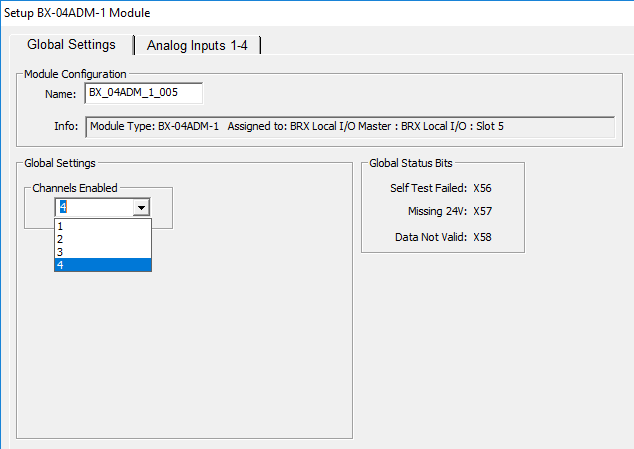 Setup BX-04ADM-1 Module
Global Settings
Analog Inputs 1-4
Module Configuration
Name: BX_04ADM_1_005
Info: Module Type: BX-04ADM-1 Assigned to: BRX Local I/O Master : BRX Local I/O : Slot 5
Global Settings
Channels Enabled
4
1
2
3
4
Global Status Bits
Self Test Failed: X56
Missing 24V: X57
Data Not Valid: X58